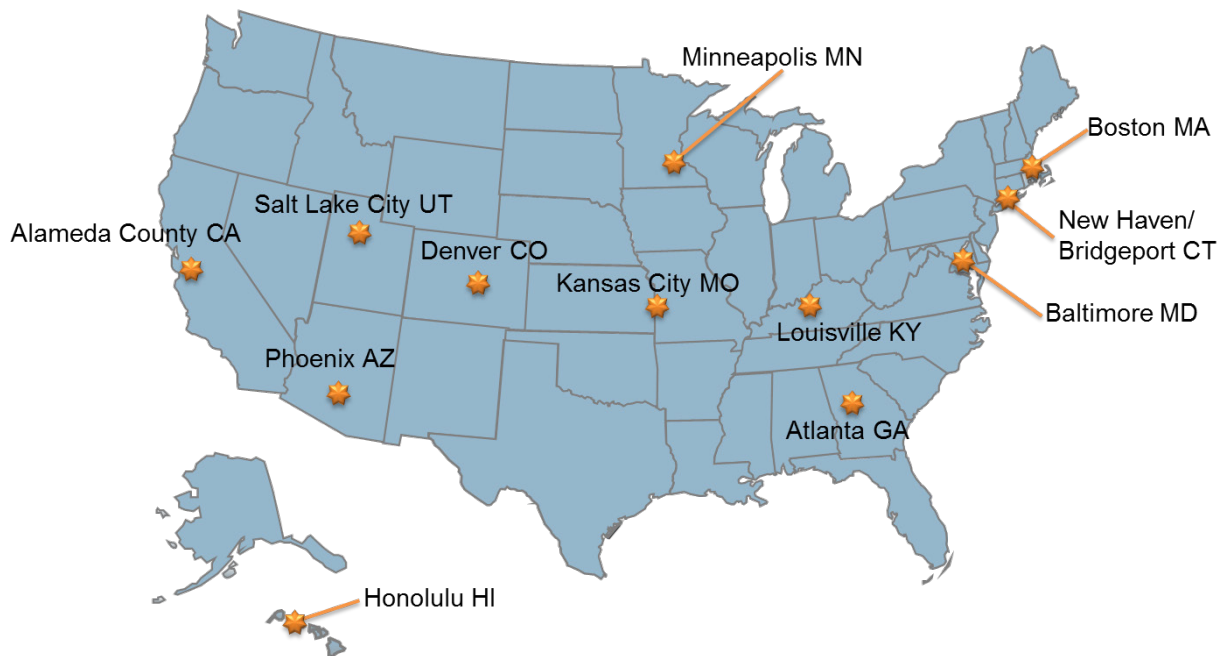 Minneapolis MN
Boston MA
Salt Lake City UT
Alameda County CA
New Haven/
Bridgeport CT
Denver CO
Kansas City MO
Baltimore MD
Louisville KY
Phoenix AZ
Atlanta GA
Honolulu HI